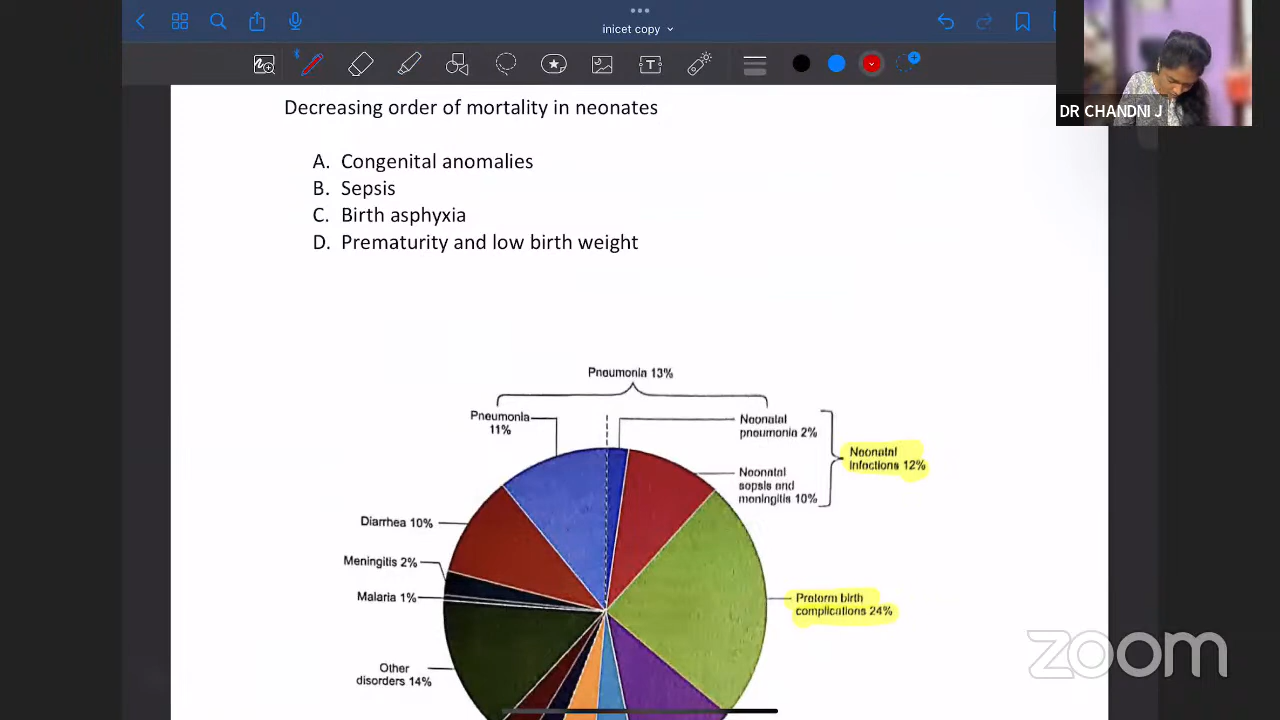 inicet copy
DR CHANDNI J
Decreasing order of mortality in neonates
A. Congenital anomalies
B. Sepsis
C. Birth asphyxia
D. Prematurity and low birth weight
Pneumonia 13%
Pneumonia
11%
Neonatal
pneumonia 2%
Neonatal
infections 12%
Neonatal
sepsis and
meningitis 10%
Diarrhea 10%
Meningitis 2%
Malaria 1%
Preterm birth
complications 24%
Other
disorders 14%
zoom